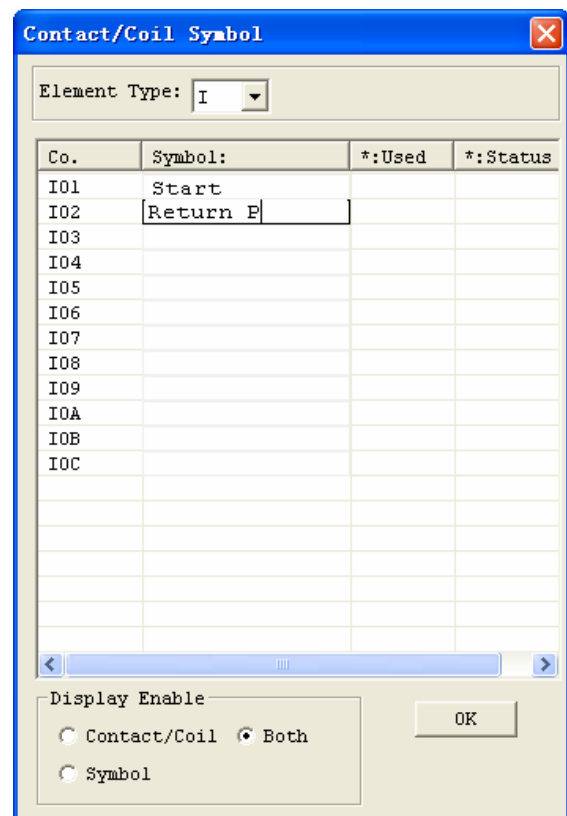 Contact/Coil Symbol
Element Type: I
Co. Symbol: *:Used *:Status
I01 Start
I02 Return P
I03
I04
I05
I06
I07
I08
I09
I0A
I0B
I0C
Display Enable
Contact/Coil Both
OK
Symbol